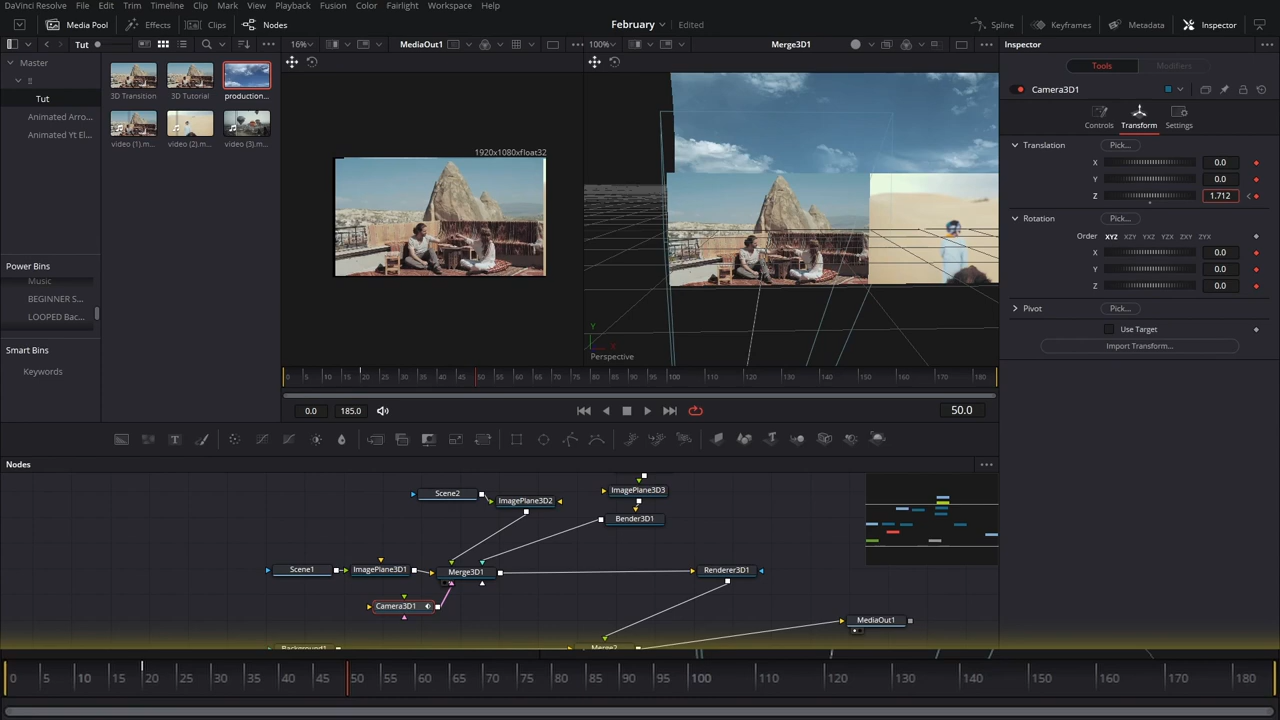 DaVinci Resolve File Edit Trim Timeline Clip Mark View Playback Fusion Color Fairlight Workspace Help
Media Pool Effects Clips Nodes February Edited Spline Keyframes Metadata Inspector
Tut 16% MediaOut1 100% Merge3D1 Inspector
Master
Tut
Animated Arro...
Animated Yt El...
3D Transition 3D Tutorial production...
video (1).m... video (2).m... video (3).m...
Power Bins
Music
BEGINNER S...
LOOPED Bac...
Smart Bins
Keywords
1920x1080xfloat32
Y
X
Perspective
Tools Modifiers
Camera3D1
Controls Transform Settings
Translation Pick...
X 0.0
Y 0.0
Z 1.712
Rotation Pick...
Order XYZ XZY YXZ YZX ZXY ZYX
X 0.0
Y 0.0
Z 0.0
Pivot Pick...
Use Target
Import Transform...
0 5 10 15 20 25 30 35 40 45 50 55 60 65 70 75 80 85 90 95 100 110 120 130 140 150 160 170 180
0.0 185.0 50.0
Nodes
Scene2 ImagePlane3D2 ImagePlane3D3
Bender3D1
Scene1 ImagePlane3D1 Merge3D1 Renderer3D1
Camera3D1
MediaOut1
Background1 Merge2
0 5 10 15 20 25 30 35 40 45 50 55 60 65 70 75 80 85 90 95 100 110 120 130 140 150 160 170 180